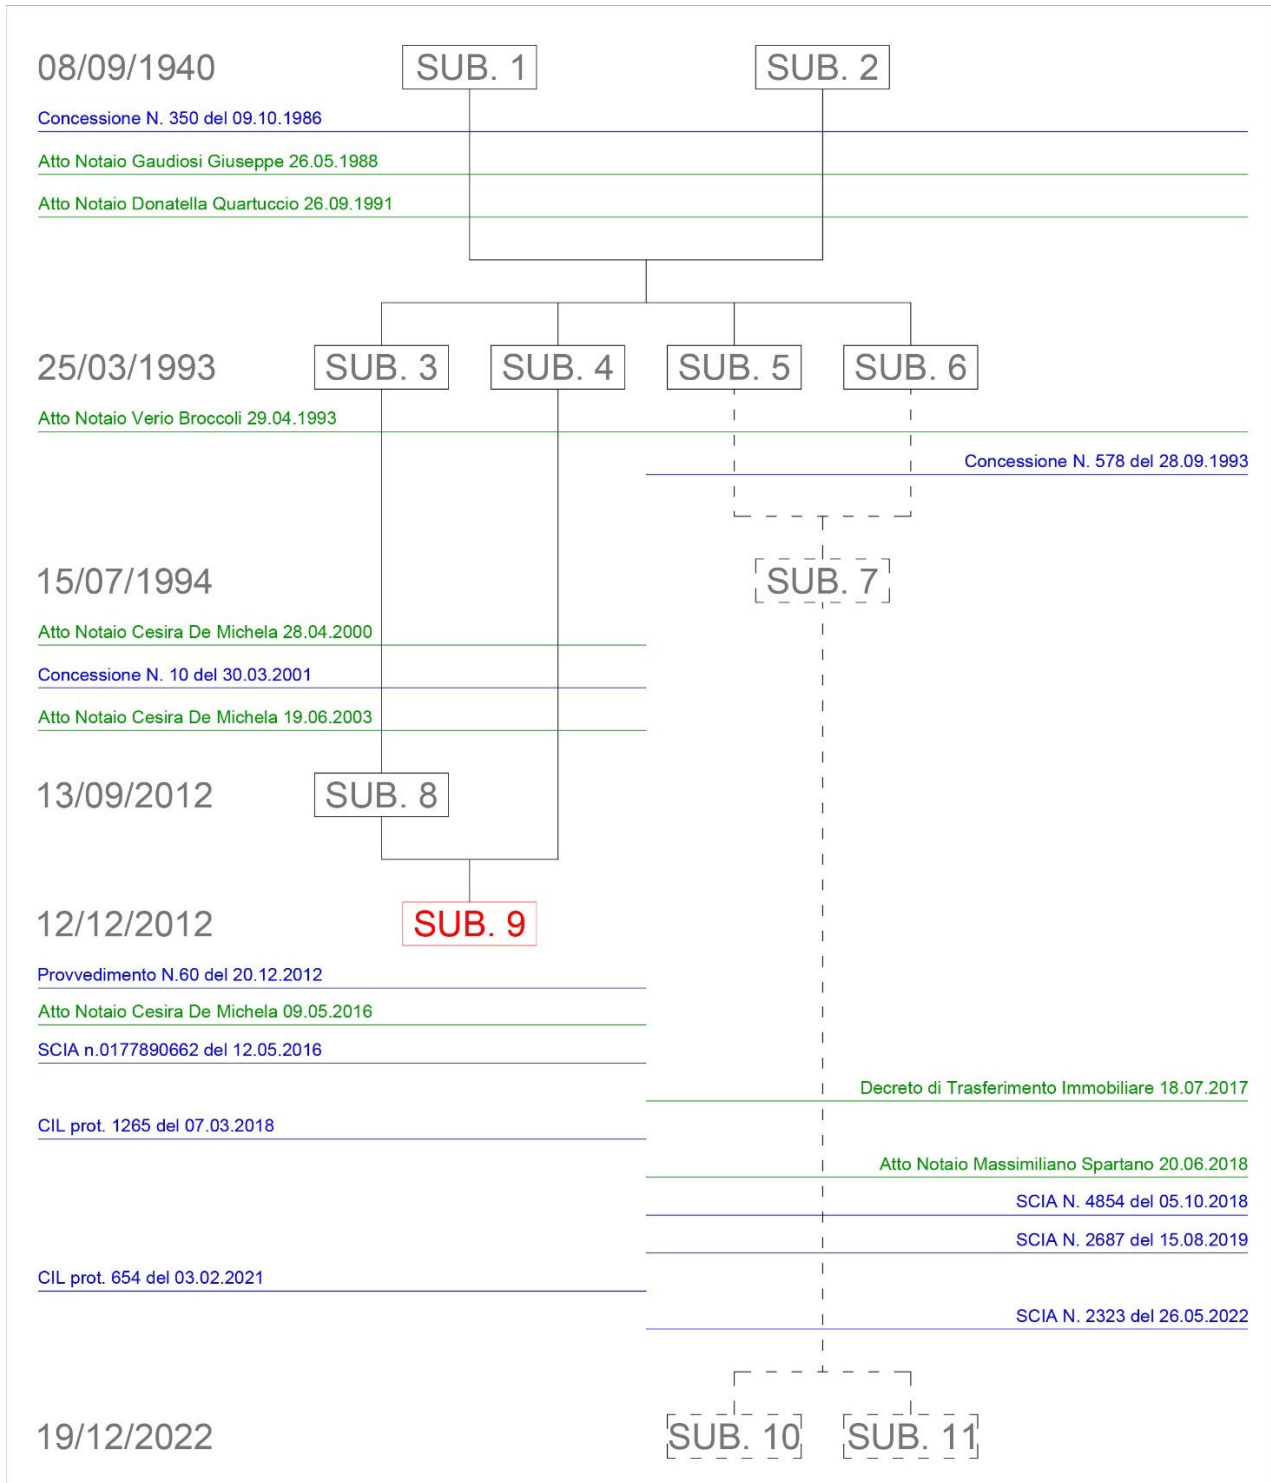 08/09/1940 SUB. 1 SUB. 2
Concessione N. 350 del 09.10.1986
Atto Notaio Gaudiosi Giuseppe 26.05.1988
Atto Notaio Donatella Quartuccio 26.09.1991
25/03/1993 SUB. 3 SUB. 4 SUB. 5 SUB. 6
Atto Notaio Verio Broccoli 29.04.1993
Concessione N. 578 del 28.09.1993
15/07/1994 SUB. 7
Atto Notaio Cesira De Michela 28.04.2000
Concessione N. 10 del 30.03.2001
Atto Notaio Cesira De Michela 19.06.2003
13/09/2012 SUB. 8
12/12/2012 SUB. 9
Provvedimento N.60 del 20.12.2012
Atto Notaio Cesira De Michela 09.05.2016
SCIA n.0177890662 del 12.05.2016
Decreto di Trasferimento Immobiliare 18.07.2017
CIL prot. 1265 del 07.03.2018
Atto Notaio Massimiliano Spartano 20.06.2018
SCIA N. 4854 del 05.10.2018
SCIA N. 2687 del 15.08.2019
CIL prot. 654 del 03.02.2021
SCIA N. 2323 del 26.05.2022
19/12/2022 SUB. 10 SUB. 11